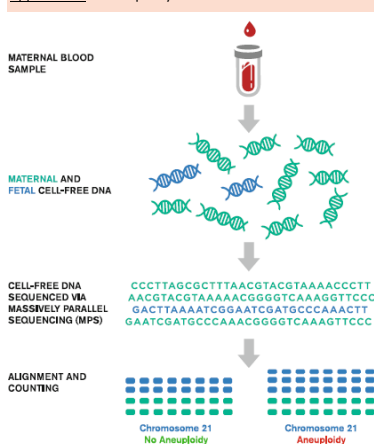 MATERNAL BLOOD
SAMPLE
MATERNAL AND
FETAL CELL-FREE DNA
CELL-FREE DNA
SEQUENCED VIA
MASSIVELY PARALLEL
SEQUENCING (MPS)
CCCTTAGCGCTTTAACGTACGTAAAACCCTT
AACGTACGTAAAAACGGGGTCAAAGGTTCCC
GACTTAAAATCGGAATCGATGCCCAAACTT
GAATCGATGCCCAAACGGGGTCAAAGTTCCC
ALIGNMENT AND
COUNTING
Chromosome 21
No Aneuploidy
Chromosome 21
Aneuploidy